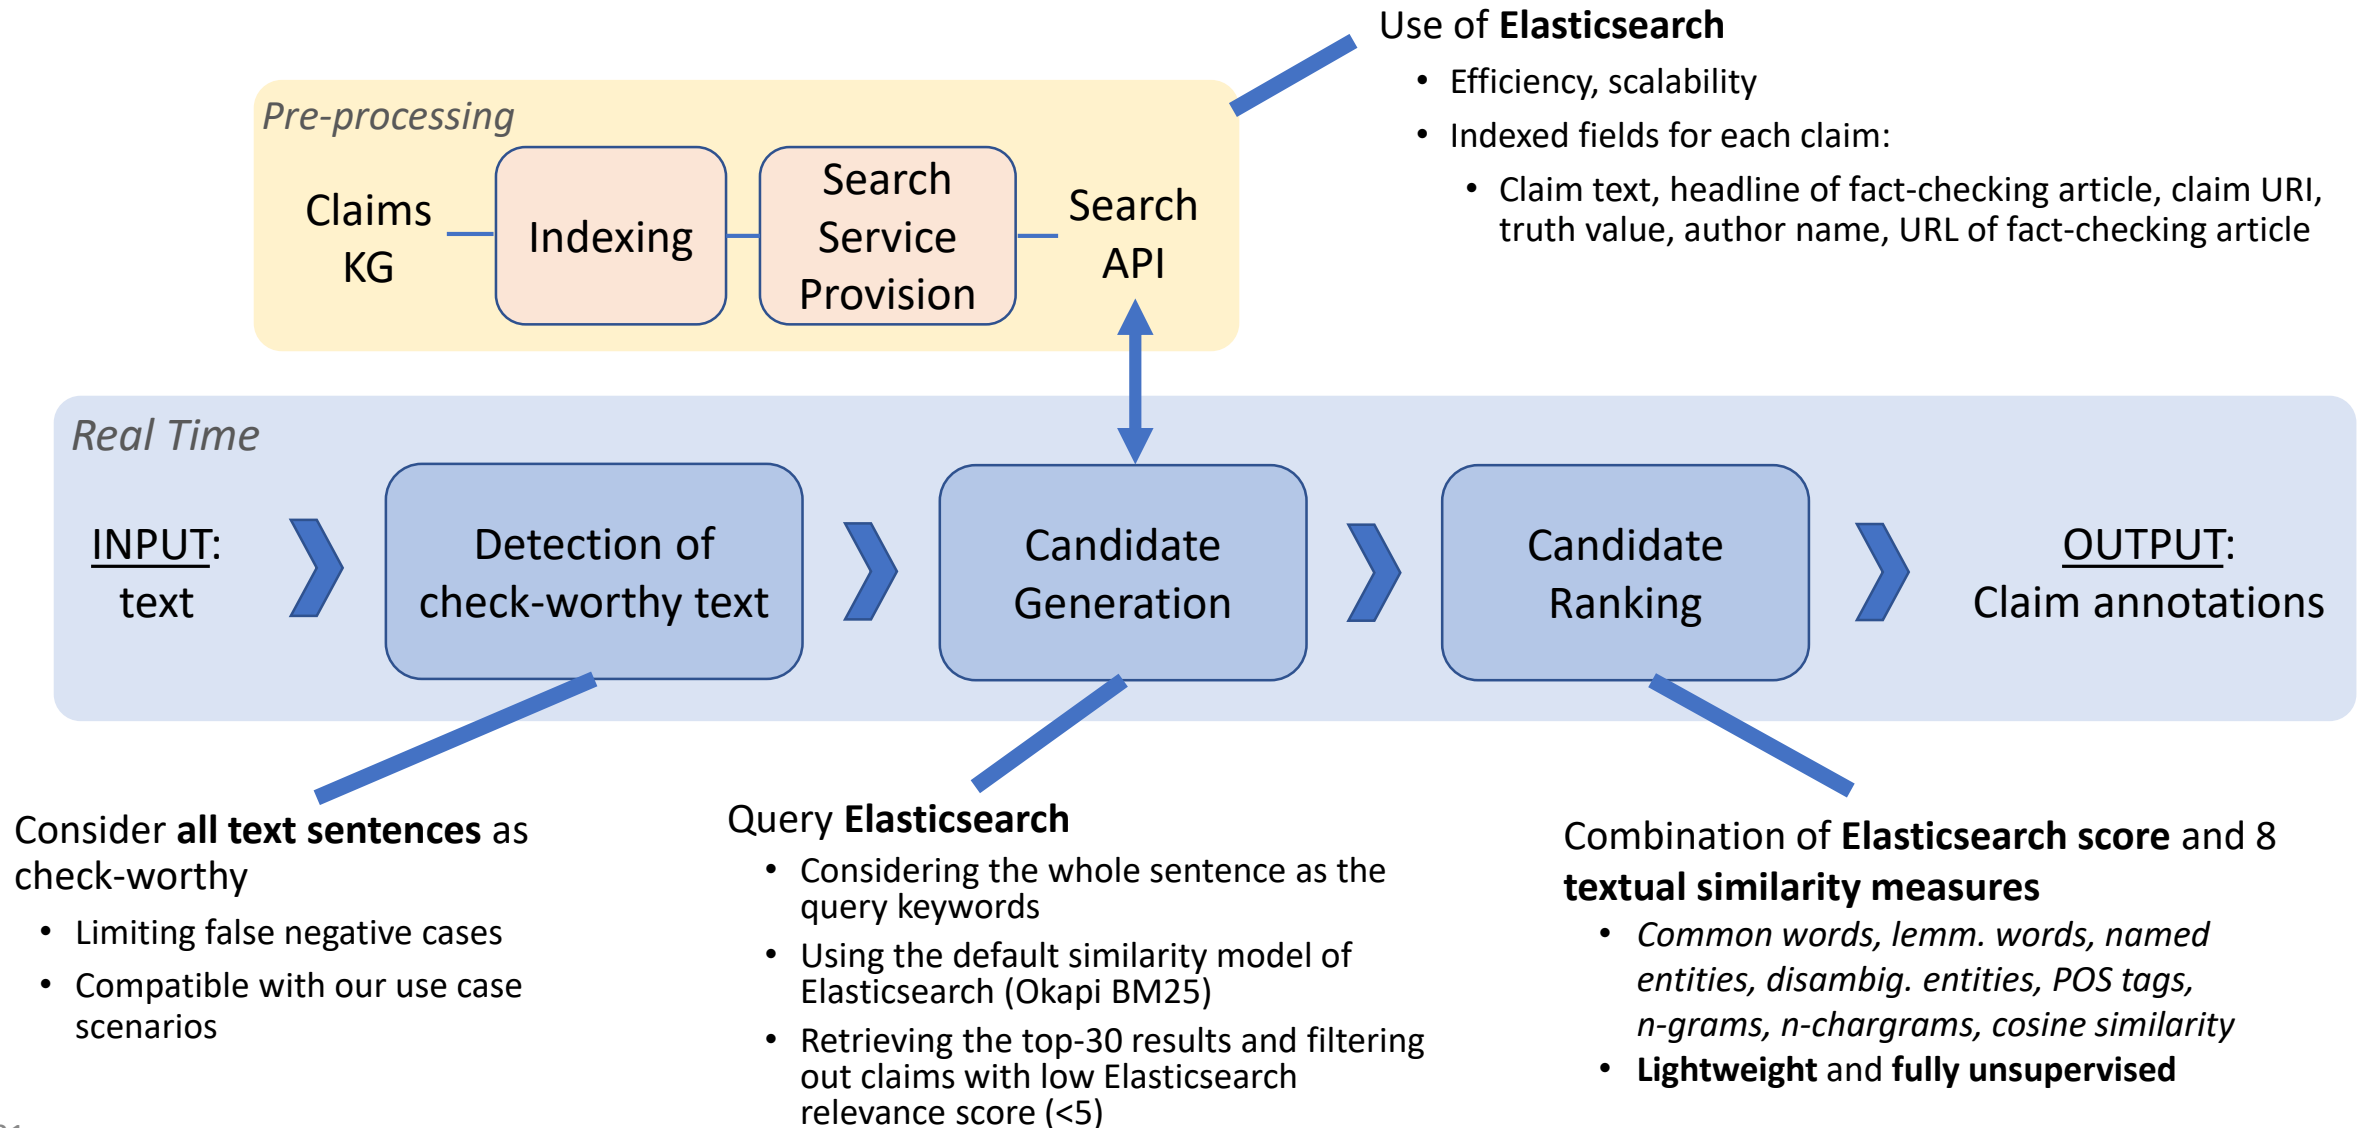 Use of Elasticsearch
• Efficiency, scalability
• Indexed fields for each claim:
• Claim text, headline of fact-checking article, claim URI,
truth value, author name, URL of fact-checking article
Pre-processing
Claims
KG
Indexing
Search
Service
Provision
Search
API
Real Time
INPUT:
text
Detection of
check-worthy text
Candidate
Generation
Candidate
Ranking
OUTPUT:
Claim annotations
Consider all text sentences as
check-worthy
• Limiting false negative cases
• Compatible with our use case
scenarios
Query Elasticsearch
• Considering the whole sentence as the
query keywords
• Using the default similarity model of
Elasticsearch (Okapi BM25)
• Retrieving the top-30 results and filtering
out claims with low Elasticsearch
relevance score (<5)
Combination of Elasticsearch score and 8
textual similarity measures
• Common words, lemm. words, named
entities, disambig. entities, POS tags,
n-grams, n-chargrams, cosine similarity
• Lightweight and fully unsupervised